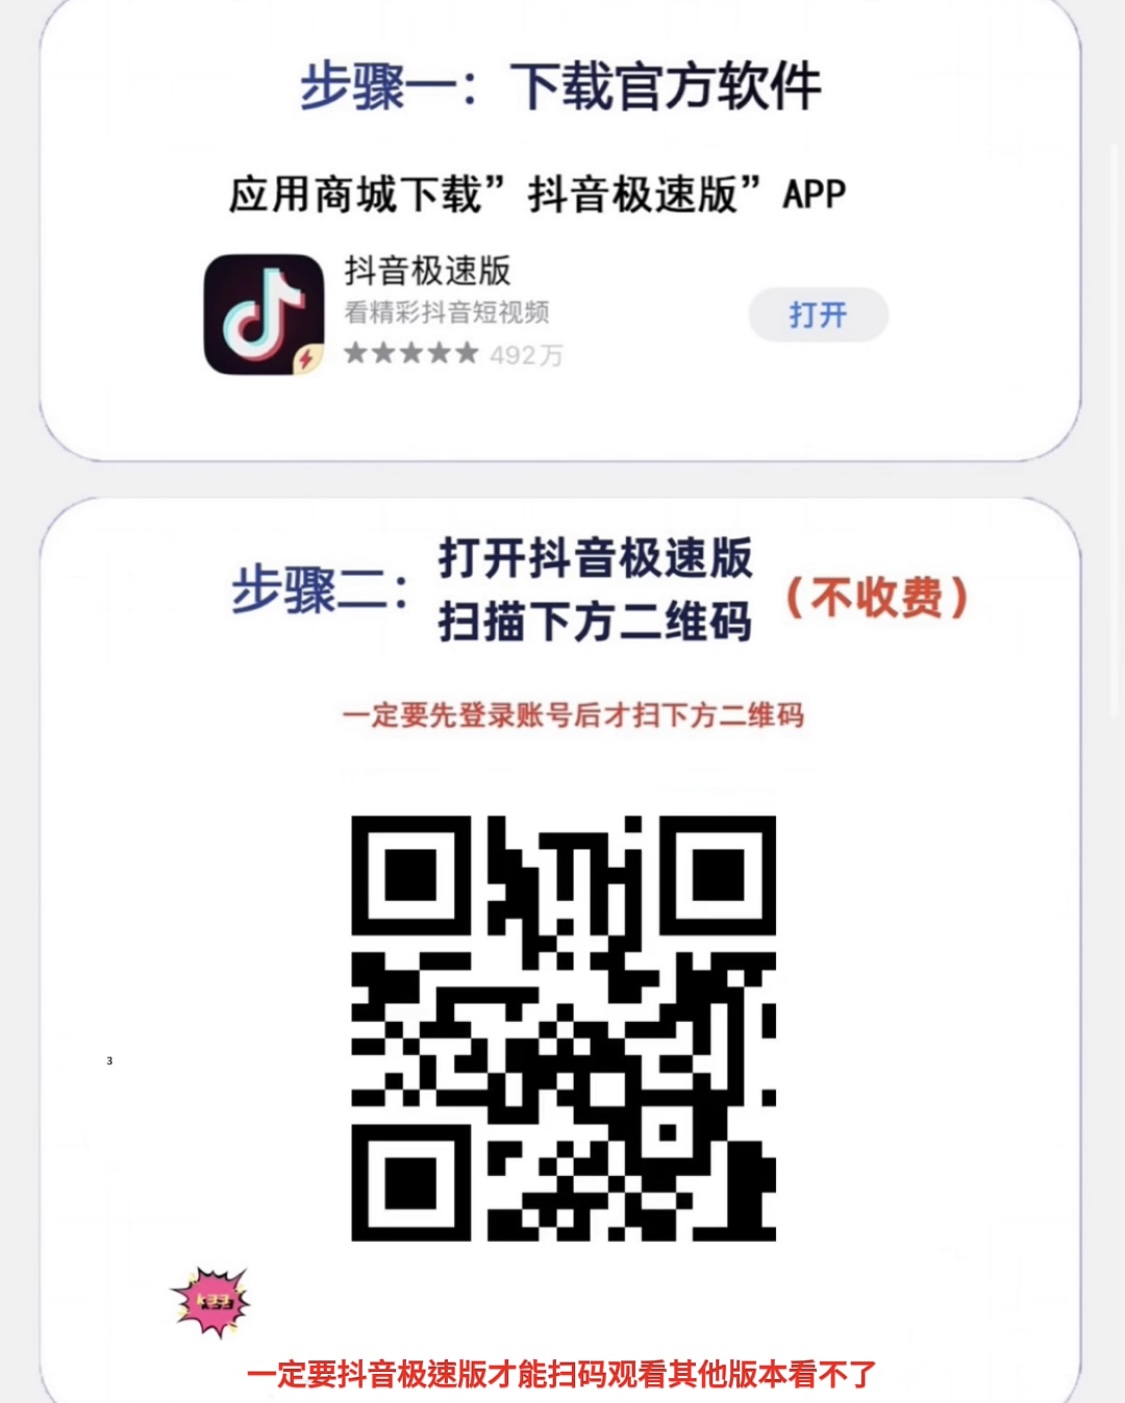 步骤一：下载官方软件
应用商城下载”抖音极速版”APP
抖音极速版
看精彩抖音短视频
492万
打开
步骤二：
打开抖音极速版
扫描下方二维码
（不收费）
一定要先登录账号后才扫下方二维码
3
k33
一定要抖音极速版才能扫码观看其他版本看不了